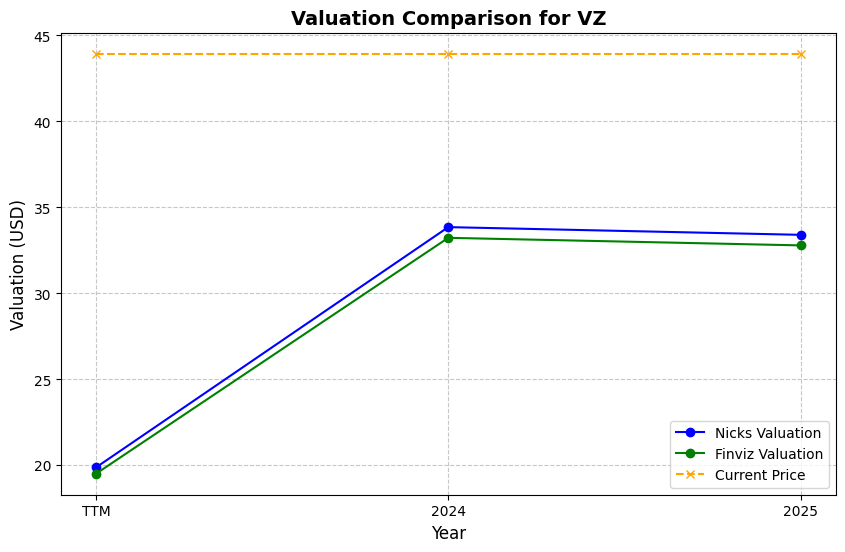 Valuation Comparison for VZ
Valuation (USD)
45
40
35
30
25
20
TTM
2024
2025
Year
Nicks Valuation
Finviz Valuation
Current Price